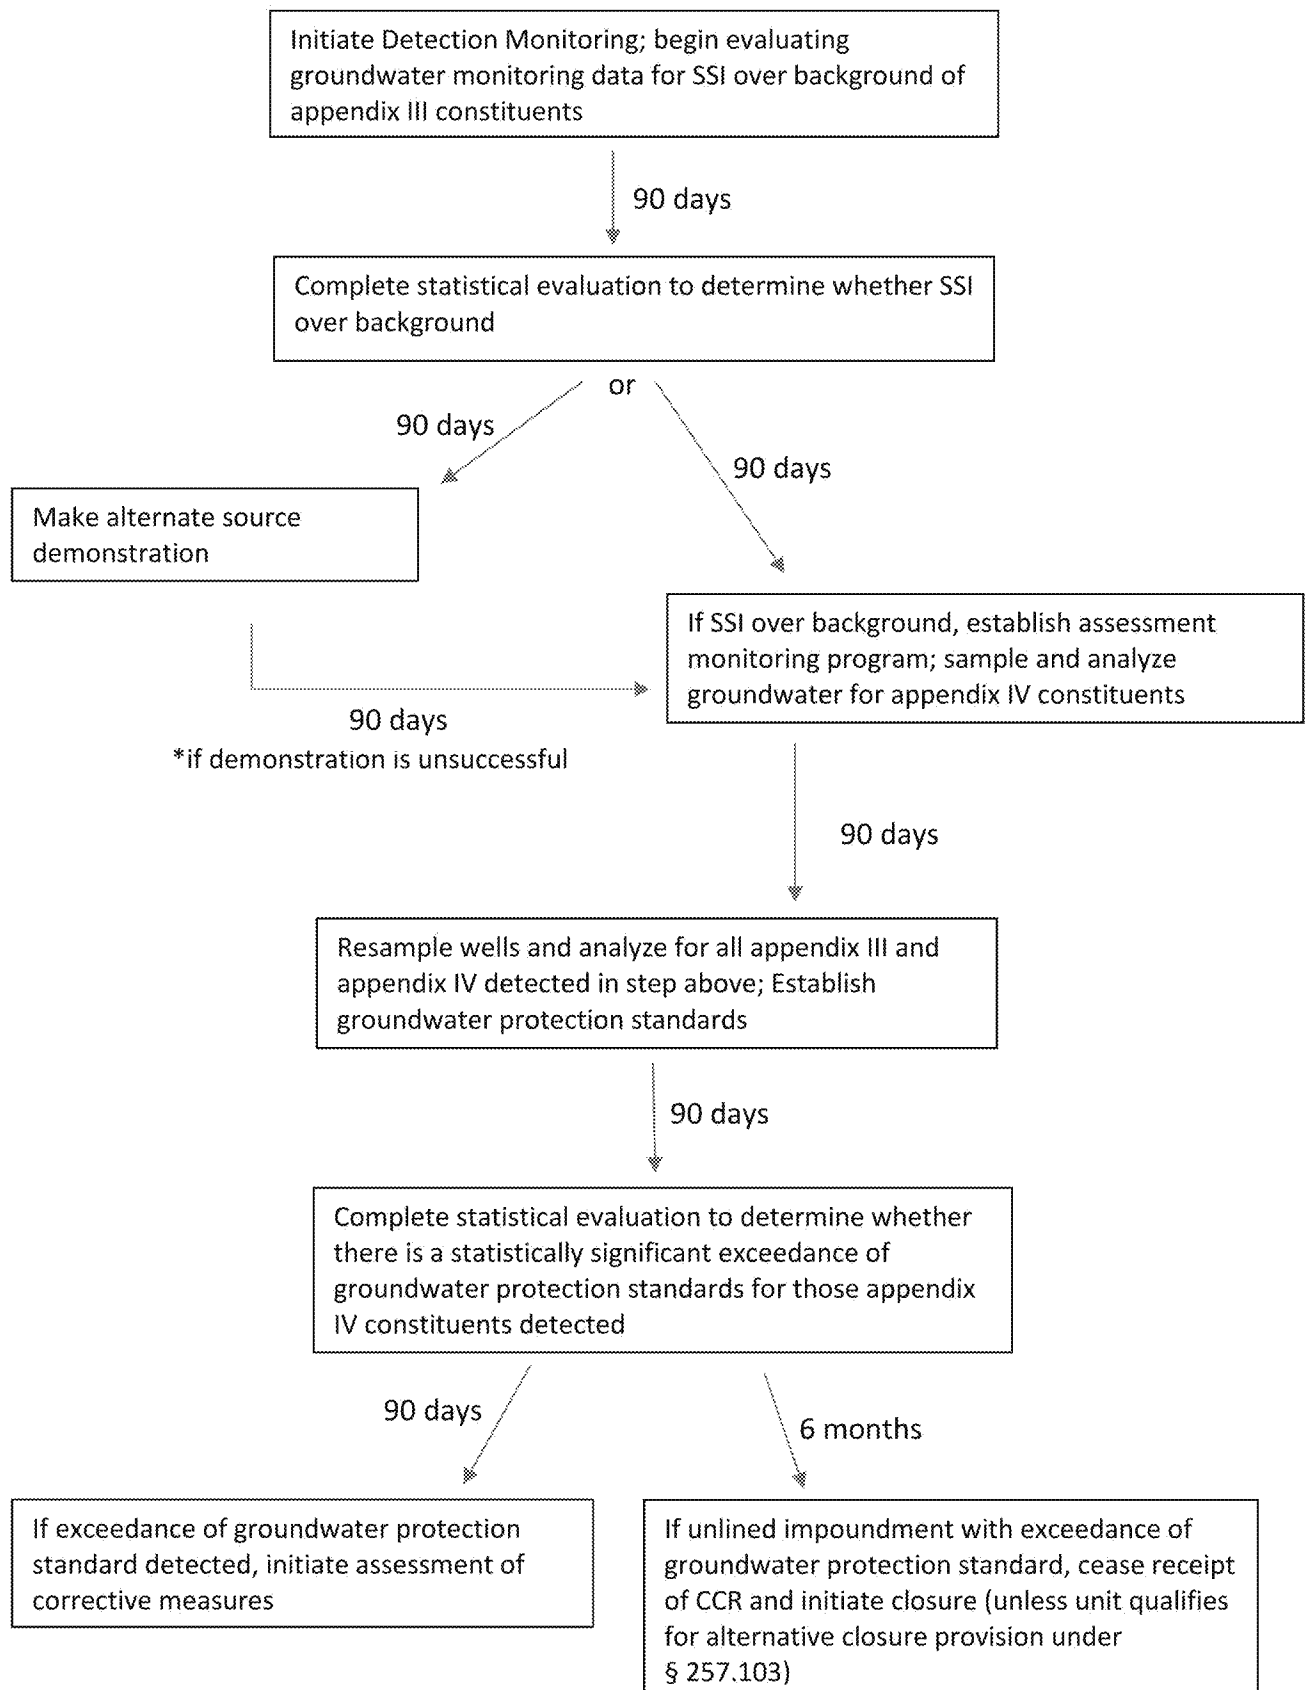 Initiate Detection Monitoring; begin evaluating
groundwater monitoring data for SSI over background of
appendix III constituents
90 days
Complete statistical evaluation to determine whether SSI
over background
or
90 days
90 days
Make alternate source
demonstration
If SSI over background, establish assessment
monitoring program; sample and analyze
groundwater for appendix IV constituents
90 days
*if demonstration is unsuccessful
90 days
Resample wells and analyze for all appendix III and
appendix IV detected in step above; Establish
groundwater protection standards
90 days
Complete statistical evaluation to determine whether
there is a statistically significant exceedance of
groundwater protection standards for those appendix
IV constituents detected
90 days
6 months
If exceedance of groundwater protection
standard detected, initiate assessment of
corrective measures
If unlined impoundment with exceedance of
groundwater protection standard, cease receipt
of CCR and initiate closure (unless unit qualifies
for alternative closure provision under
§ 257.103)